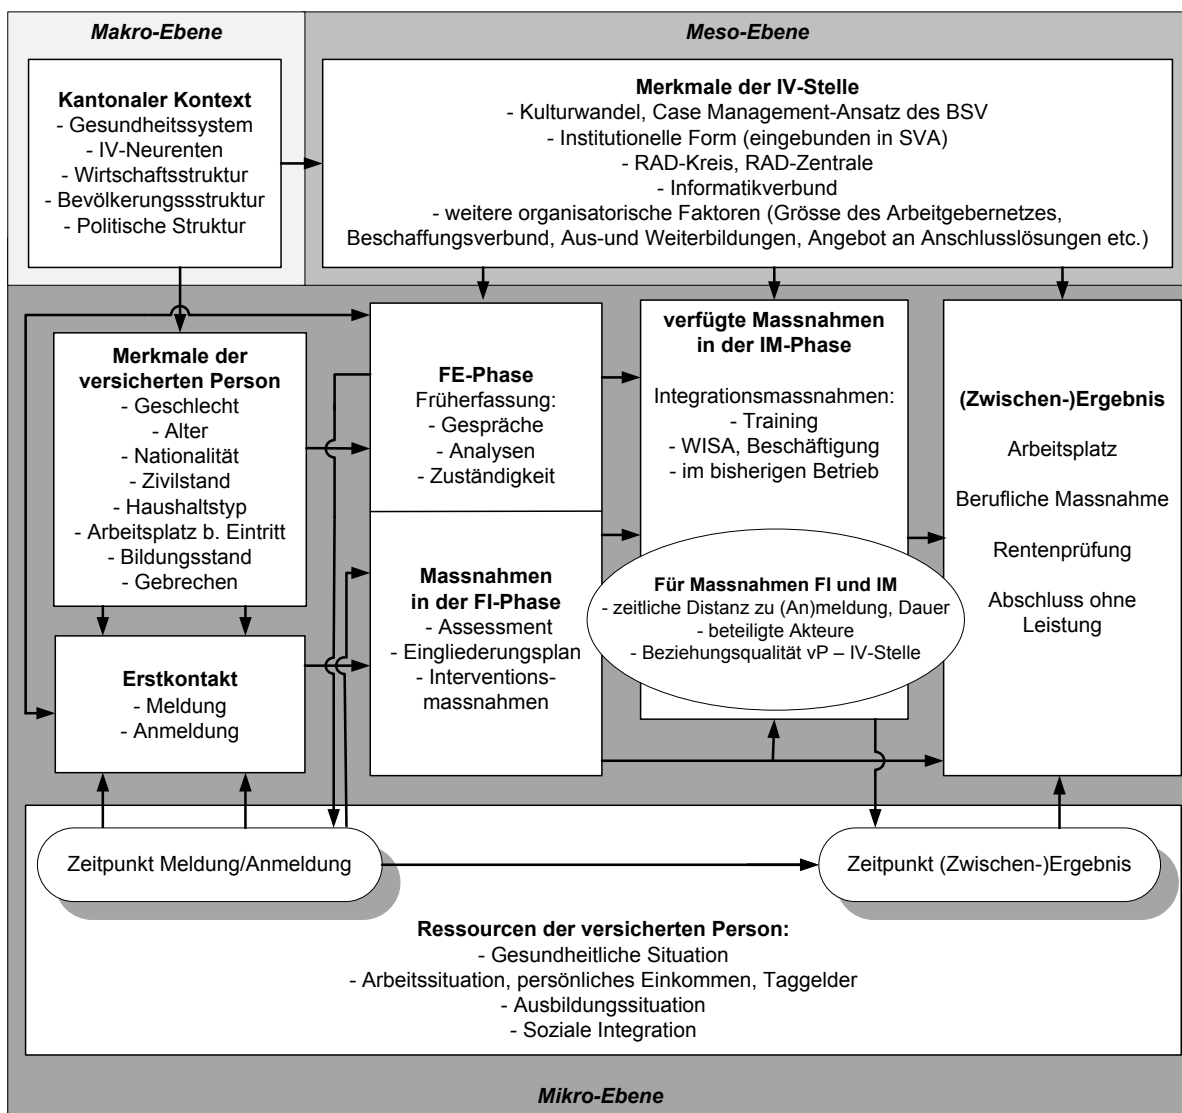 Makro-Ebene
Meso-Ebene
Kantonaler Kontext
- Gesundheitssystem
- IV-Neurenten
- Wirtschaftsstruktur
- Bevölkerungssstruktur
- Politische Struktur
Merkmale der IV-Stelle
- Kulturwandel, Case Management-Ansatz des BSV
- Institutionelle Form (eingebunden in SVA)
- RAD-Kreis, RAD-Zentrale
- Informatikverbund
- weitere organisatorische Faktoren (Grösse des Arbeitgebernetzes,
Beschaffungsverbund, Aus-und Weiterbildungen, Angebot an Anschlusslösungen etc.)
Merkmale der
versicherten Person
- Geschlecht
- Alter
- Nationalität
- Zivilstand
- Haushaltstyp
- Arbeitsplatz b. Eintritt
- Bildungsstand
- Gebrechen
Erstkontakt
- Meldung
- Anmeldung
FE-Phase
Früherfassung:
- Gespräche
- Analysen
- Zuständigkeit
Massnahmen
in der FI-Phase
- Assessment
- Eingliederungsplan
- Interventions-
massnahmen
verfügte Massnahmen
in der IM-Phase
Integrationsmassnahmen:
- Training
- WISA, Beschäftigung
- im bisherigen Betrieb
Für Massnahmen FI und IM
- zeitliche Distanz zu (An)meldung, Dauer
- beteiligte Akteure
- Beziehungsqualität vP – IV-Stelle
(Zwischen-)Ergebnis
Arbeitsplatz
Berufliche Massnahme
Rentenprüfung
Abschluss ohne
Leistung
Zeitpunkt Meldung/Anmeldung
Zeitpunkt (Zwischen-)Ergebnis
Ressourcen der versicherten Person:
- Gesundheitliche Situation
- Arbeitssituation, persönliches Einkommen, Taggelder
- Ausbildungssituation
- Soziale Integration
Mikro-Ebene